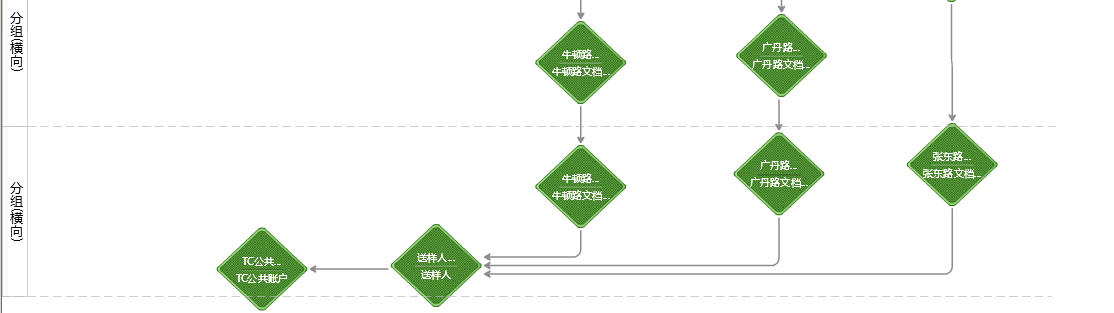 分组(横向)
牛顿路...
牛顿路文档...
广丹路...
广丹路文档...
分组(横向)
牛顿路...
牛顿路文档...
广丹路...
广丹路文档...
张东路...
张东路文档...
送样人...
送样人
TC公共...
TC公共账户